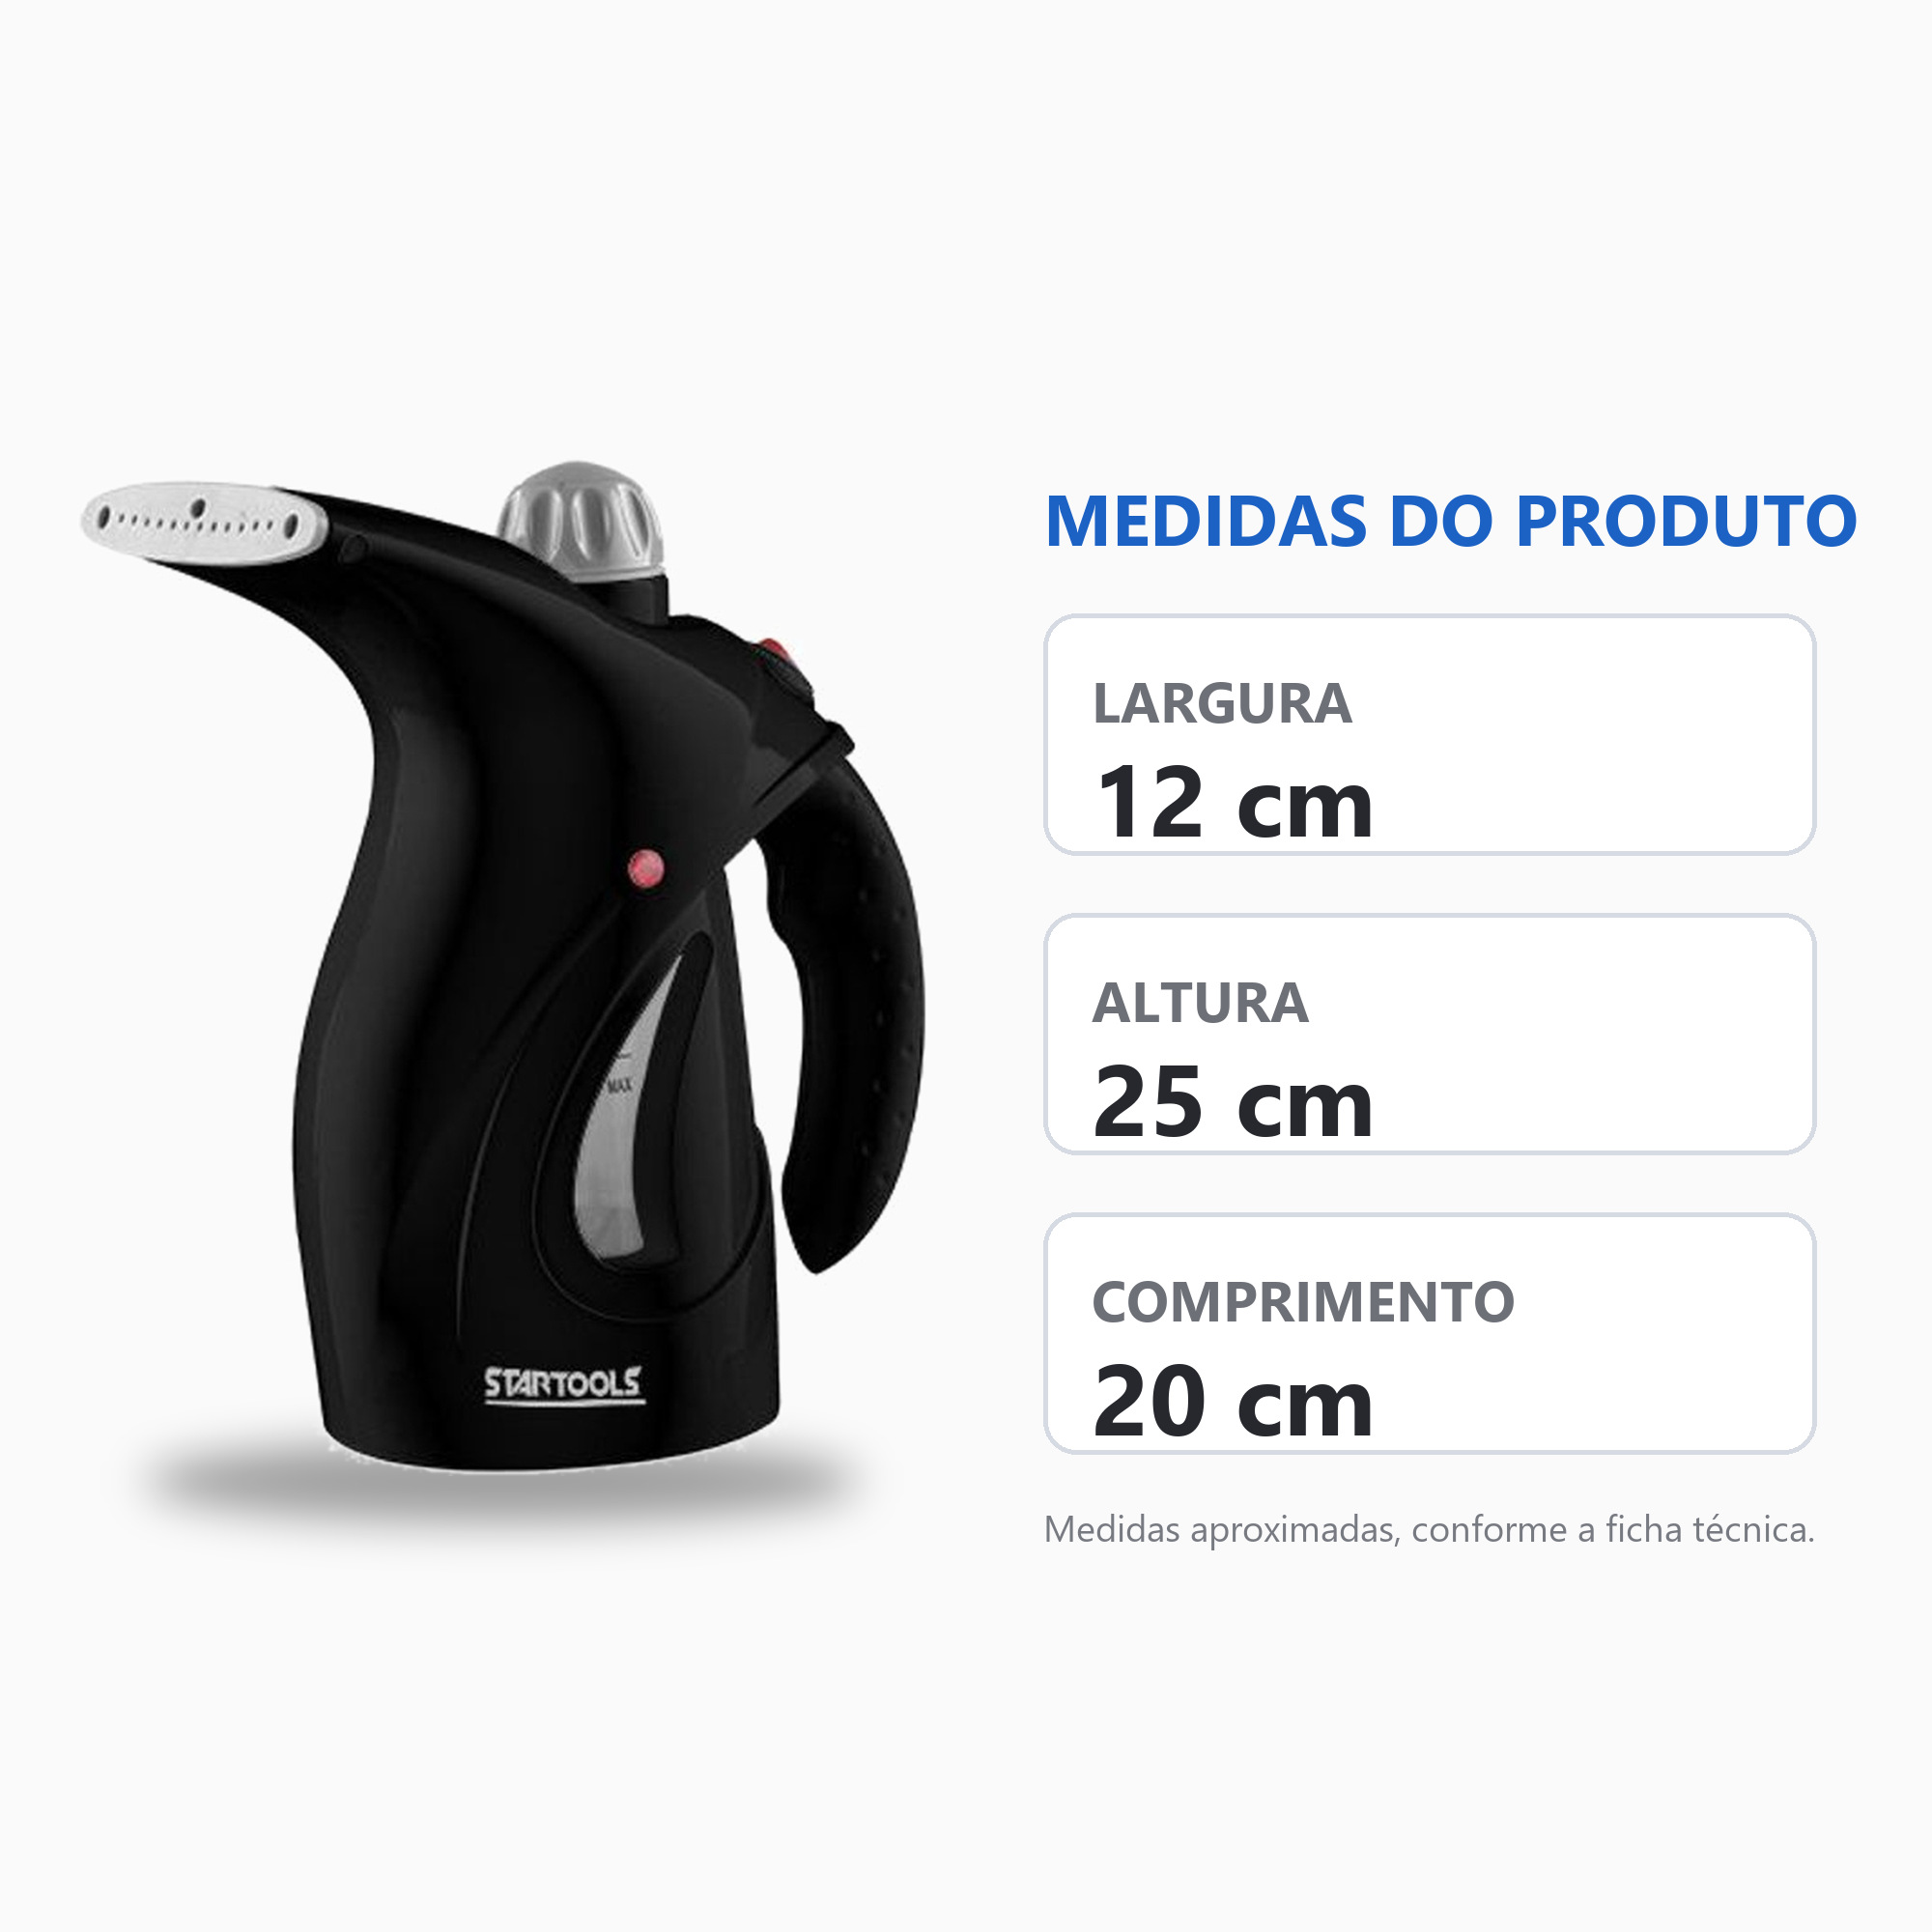 MEDIDAS DO PRODUTO
LARGURA
12 cm
ALTURA
25 cm
COMPRIMENTO
20 cm
Medidas aproximadas, conforme a ficha técnica.
MAX
STARTOOLS